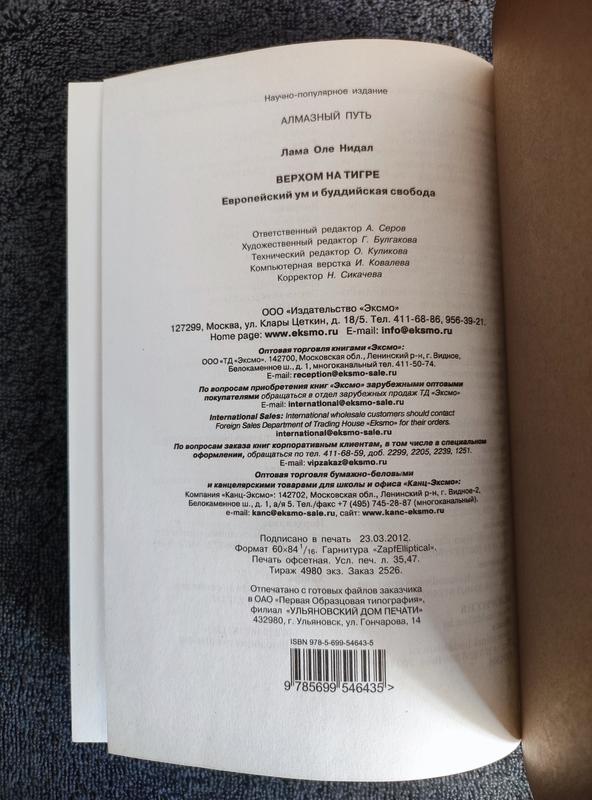 Научно-популярное издание
АЛМАЗНЫЙ ПУТЬ
Лама Оле Нидал
ВЕРХОМ НА ТИГРЕ
Европейский ум и буддийская свобода
Ответственный редактор А. Серов
Художественный редактор Г. Булгакова
Технический редактор О. Куликова
Компьютерная верстка И. Ковалева
Корректор Н. Сикачева
ООО «Издательство «Эксмо»
127299, Москва, ул. Клары Цеткин, д. 18/5. Тел. 411-68-86, 956-39-21.
Home page: www.eksmo.ru E-mail: info@eksmo.ru
Оптовая торговля книгами «Эксмо»:
ООО «ТД «Эксмо». 142700, Московская обл., Ленинский р-н, г. Видное,
Белокаменное ш., д. 1, многоканальный тел. 411-50-74.
E-mail: reception@eksmo-sale.ru
По вопросам приобретения книг «Эксмо» зарубежными оптовыми
покупателями обращаться в отдел зарубежных продаж ТД «Эксмо»
E-mail: international@eksmo-sale.ru
International Sales: International wholesale customers should contact
Foreign Sales Department of Trading House «Eksmo» for their orders.
international@eksmo-sale.ru
По вопросам заказа книг корпоративным клиентам, в том числе в специальном
оформлении, обращаться по тел. 411-68-59, доб. 2299, 2205, 2239, 1251.
E-mail: vipzakaz@eksmo.ru
Оптовая торговля бумажно-беловыми
и канцелярскими товарами для школы и офиса «Канц-Эксмо»:
Компания «Канц-Эксмо»: 142702, Московская обл., Ленинский р-н, г. Видное-2,
Белокаменное ш., д. 1, а/я 5. Тел./факс +7 (495) 745-28-87 (многоканальный).
e-mail: kanc@eksmo-sale.ru, сайт: www.kanc-eksmo.ru
Подписано в печать 23.03.2012.
Формат 60×84 1/16. Гарнитура «ZapfElliptical».
Печать офсетная. Усл. печ. л. 35,47.
Тираж 4980 экз. Заказ 2526.
Отпечатано с готовых файлов заказчика
в ОАО «Первая Образцовая типография»,
филиал «УЛЬЯНОВСКИЙ ДОМ ПЕЧАТИ»
432980, г. Ульяновск, ул. Гончарова, 14
ISBN 978-5-699-54643-5
9 785699 546435 >